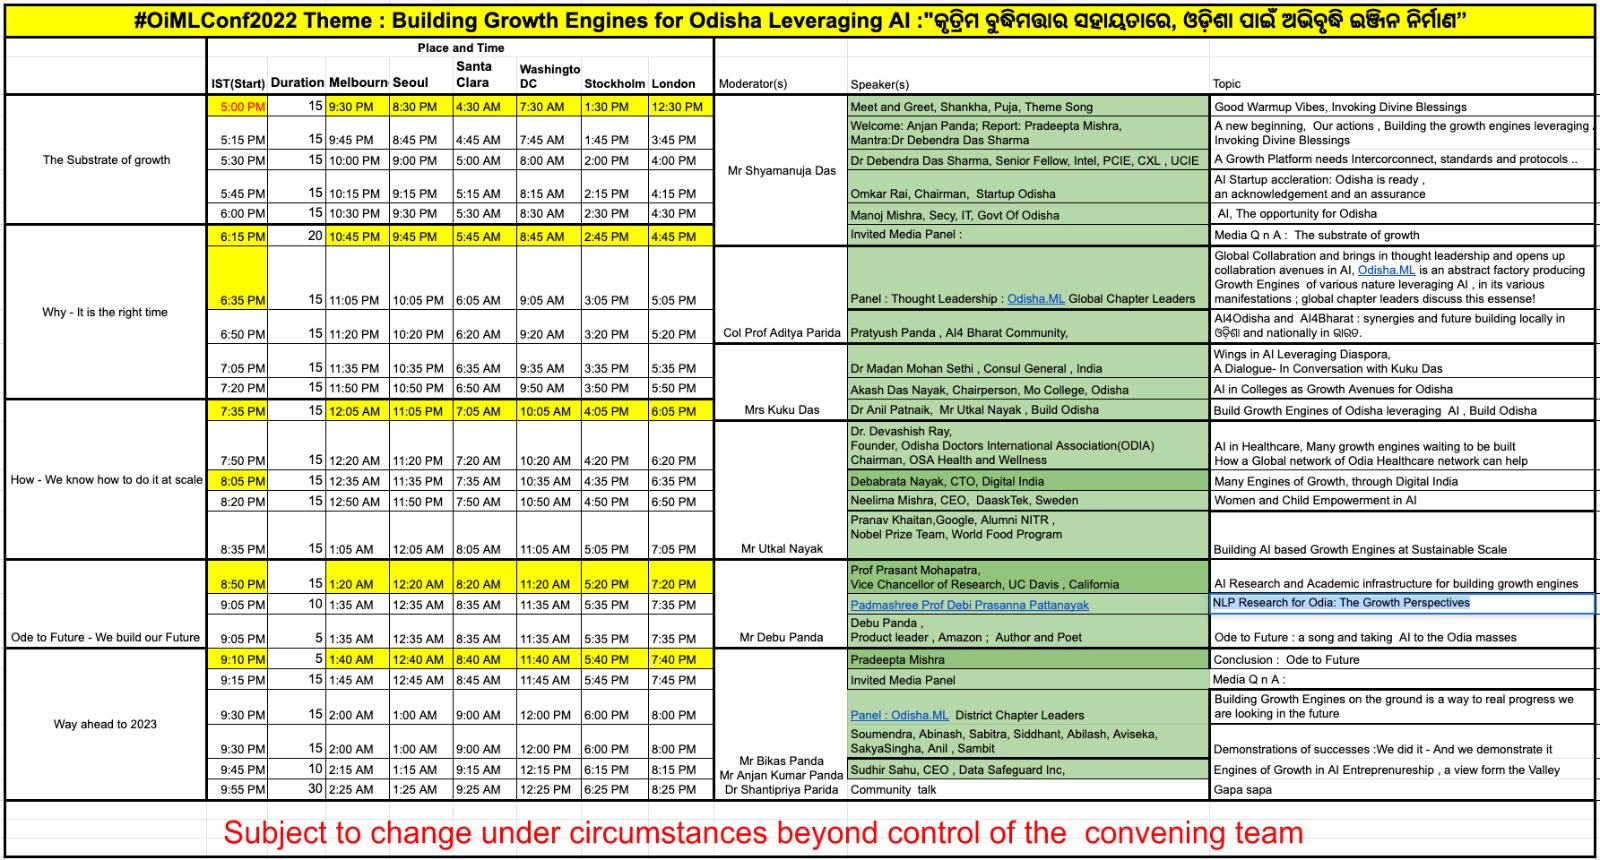 #OiMLConf2022 Theme : Building Growth Engines for Odisha Leveraging AI :"କୃତ୍ରିମ ବୁଦ୍ଧିମତ୍ତାର ସହାୟତାରେ, ଓଡ଼ିଶା ପାଇଁ ଅଭିବୃଦ୍ଧି ଇଞ୍ଜିନ ନିର୍ମାଣ”
Place and Time
IST(Start) Duration Melbourn Seoul Santa Clara Washingto DC Stockholm London Moderator(s) Speaker(s) Topic
The Substrate of growth
Mr Shyamanuja Das
5:00 PM 15 9:30 PM 8:30 PM 4:30 AM 7:30 AM 1:30 PM 12:30 PM Meet and Greet, Shankha, Puja, Theme Song Good Warmup Vibes, Invoking Divine Blessings
5:15 PM 15 9:45 PM 8:45 PM 4:45 AM 7:45 AM 1:45 PM 3:45 PM Welcome: Anjan Panda; Report: Pradeepta Mishra, Mantra:Dr Debendra Das Sharma A new beginning, Our actions , Building the growth engines leveraging . Invoking Divine Blessings
5:30 PM 15 10:00 PM 9:00 PM 5:00 AM 8:00 AM 2:00 PM 4:00 PM Dr Debendra Das Sharma, Senior Fellow, Intel, PCIE, CXL , UCIE A Growth Platform needs Intercorconnect, standards and protocols ..
5:45 PM 15 10:15 PM 9:15 PM 5:15 AM 8:15 AM 2:15 PM 4:15 PM Omkar Rai, Chairman, Startup Odisha AI Startup accleration: Odisha is ready , an acknowledgement and an assurance
6:00 PM 15 10:30 PM 9:30 PM 5:30 AM 8:30 AM 2:30 PM 4:30 PM Manoj Mishra, Secy, IT, Govt Of Odisha AI, The opportunity for Odisha
Why - It is the right time
6:15 PM 20 10:45 PM 9:45 PM 5:45 AM 8:45 AM 2:45 PM 4:45 PM Invited Media Panel : Media Q n A : The substrate of growth
6:35 PM 15 11:05 PM 10:05 PM 6:05 AM 9:05 AM 3:05 PM 5:05 PM Panel : Thought Leadership : Odisha.ML Global Chapter Leaders Global Collabration and brings in thought leadership and opens up collabration avenues in AI, Odisha.ML is an abstract factory producing Growth Engines of various nature leveraging AI , in its various manifestations ; global chapter leaders discuss this essense!
6:50 PM 15 11:20 PM 10:20 PM 6:20 AM 9:20 AM 3:20 PM 5:20 PM Col Prof Aditya Parida Pratyush Panda , AI4 Bharat Community, AI4Odisha and AI4Bharat : synergies and future building locally in ଓଡ଼ିଶା and nationally in ଭାରତ.
7:05 PM 15 11:35 PM 10:35 PM 6:35 AM 9:35 AM 3:35 PM 5:35 PM Dr Madan Mohan Sethi , Consul General , India Wings in AI Leveraging Diaspora, A Dialogue- In Conversation with Kuku Das
7:20 PM 15 11:50 PM 10:50 PM 6:50 AM 9:50 AM 3:50 PM 5:50 PM Akash Das Nayak, Chairperson, Mo College, Odisha AI in Colleges as Growth Avenues for Odisha
How - We know how to do it at scale
7:35 PM 15 12:05 AM 11:05 PM 7:05 AM 10:05 AM 4:05 PM 6:05 PM Mrs Kuku Das Dr Anil Patnaik, Mr Utkal Nayak , Build Odisha Build Growth Engines of Odisha leveraging AI , Build Odisha
7:50 PM 15 12:20 AM 11:20 PM 7:20 AM 10:20 AM 4:20 PM 6:20 PM Dr. Devashish Ray, Founder, Odisha Doctors International Association(ODIA) Chairman, OSA Health and Wellness AI in Healthcare, Many growth engines waiting to be built How a Global network of Odia Healthcare network can help
8:05 PM 15 12:35 AM 11:35 PM 7:35 AM 10:35 AM 4:35 PM 6:35 PM Debabrata Nayak, CTO, Digital India Many Engines of Growth, through Digital India
8:20 PM 15 12:50 AM 11:50 PM 7:50 AM 10:50 AM 4:50 PM 6:50 PM Neelima Mishra, CEO, DaaskTek, Sweden Women and Child Empowerment in AI
8:35 PM 15 1:05 AM 12:05 AM 8:05 AM 11:05 AM 5:05 PM 7:05 PM Mr Utkal Nayak Pranav Khaitan,Google, Alumni NITR , Nobel Prize Team, World Food Program Building AI based Growth Engines at Sustainable Scale
Ode to Future - We build our Future
8:50 PM 15 1:20 AM 12:20 AM 8:20 AM 11:20 AM 5:20 PM 7:20 PM Prof Prasant Mohapatra, Vice Chancellor of Research, UC Davis , California AI Research and Academic infrastructure for building growth engines
9:05 PM 10 1:35 AM 12:35 AM 8:35 AM 11:35 AM 5:35 PM 7:35 PM Padmashree Prof Debi Prasanna Pattanayak NLP Research for Odia: The Growth Perspectives
9:05 PM 5 1:35 AM 12:35 AM 8:35 AM 11:35 AM 5:35 PM 7:35 PM Mr Debu Panda Debu Panda , Product leader , Amazon ; Author and Poet Ode to Future : a song and taking AI to the Odia masses
Way ahead to 2023
9:10 PM 5 1:40 AM 12:40 AM 8:40 AM 11:40 AM 5:40 PM 7:40 PM Pradeepta Mishra Conclusion : Ode to Future
9:15 PM 15 1:45 AM 12:45 AM 8:45 AM 11:45 AM 5:45 PM 7:45 PM Invited Media Panel Media Q n A :
9:30 PM 15 2:00 AM 1:00 AM 9:00 AM 12:00 PM 6:00 PM 8:00 PM Panel : Odisha.ML District Chapter Leaders Building Growth Engines on the ground is a way to real progress we are looking in the future
9:30 PM 15 2:00 AM 1:00 AM 9:00 AM 12:00 PM 6:00 PM 8:00 PM Soumendra, Abinash, Sabitra, Siddhant, Abilash, Aviseka, SakyaSingha, Anil , Sambit Demonstrations of successes :We did it - And we demonstrate it
Mr Bikas Panda
Mr Anjan Kumar Panda
Dr Shantipriya Parida
9:45 PM 10 2:15 AM 1:15 AM 9:15 AM 12:15 PM 6:15 PM 8:15 PM Sudhir Sahu, CEO , Data Safeguard Inc, Engines of Growth in AI Entreprenureship , a view form the Valley
9:55 PM 30 2:25 AM 1:25 AM 9:25 AM 12:25 PM 6:25 PM 8:25 PM Community talk Gapa sapa
Subject to change under circumstances beyond control of the convening team